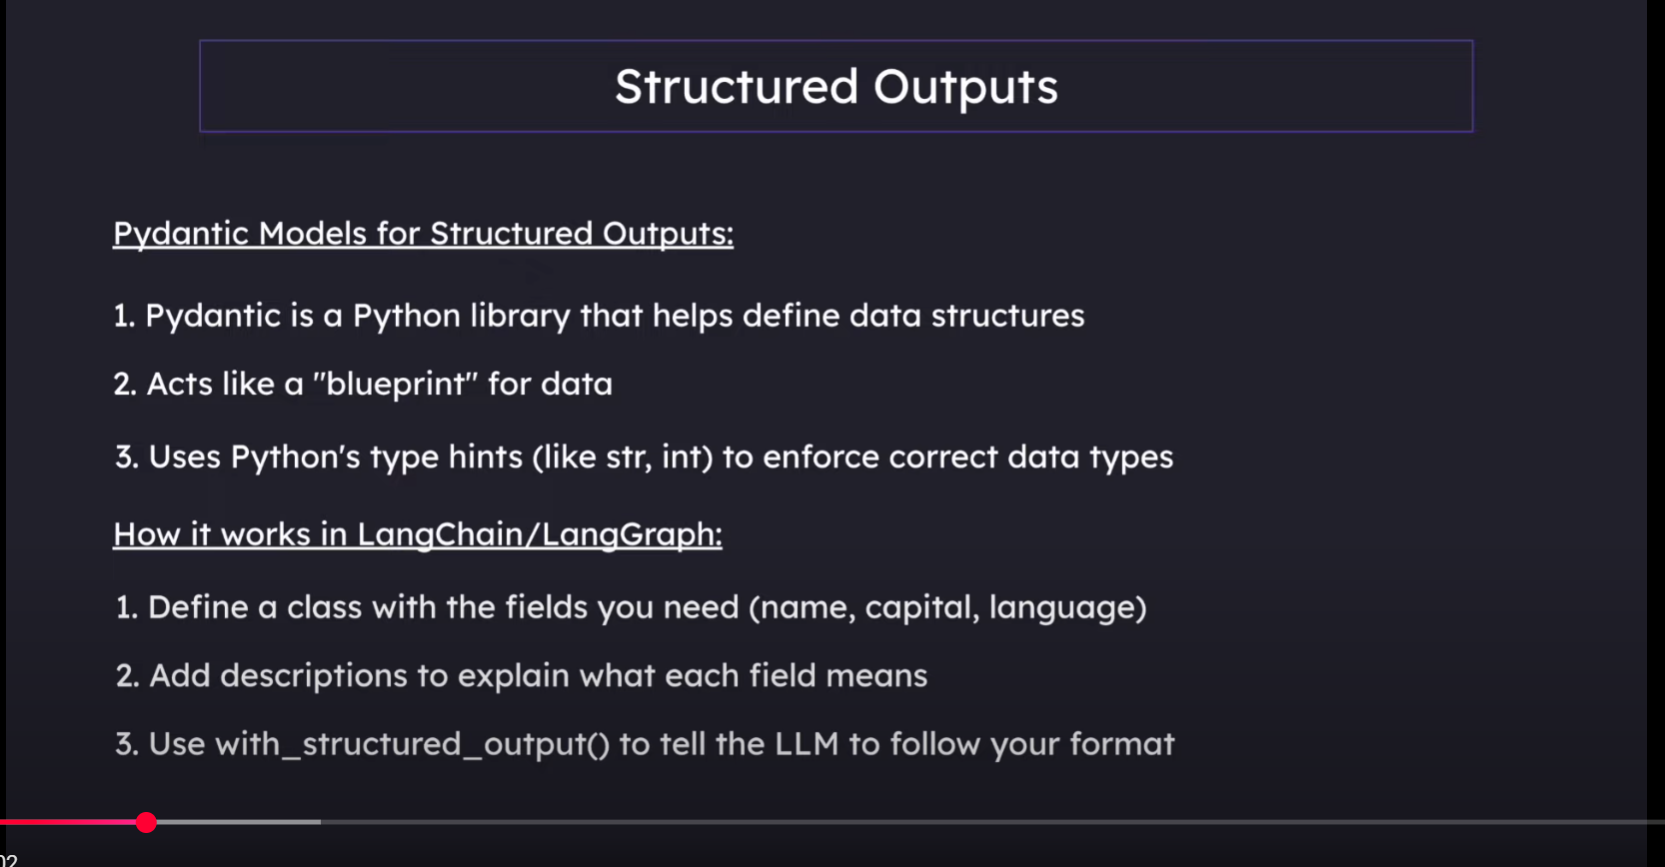 Structured Outputs
Pydantic Models for Structured Outputs:
1. Pydantic is a Python library that helps define data structures
2. Acts like a "blueprint" for data
3. Uses Python's type hints (like str, int) to enforce correct data types
How it works in LangChain/LangGraph:
1. Define a class with the fields you need (name, capital, language)
2. Add descriptions to explain what each field means
3. Use with_structured_output() to tell the LLM to follow your format